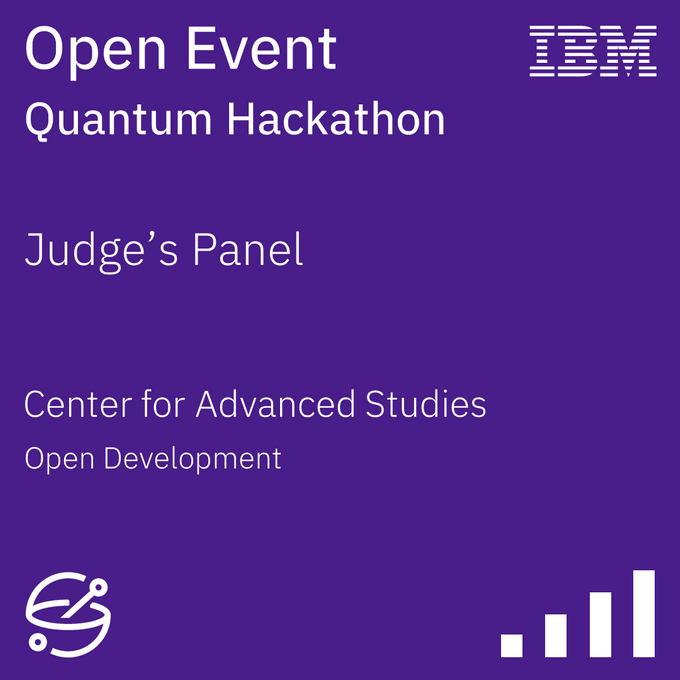 Open Event
IBM
Quantum Hackathon
Judge’s Panel
Center for Advanced Studies
Open Development